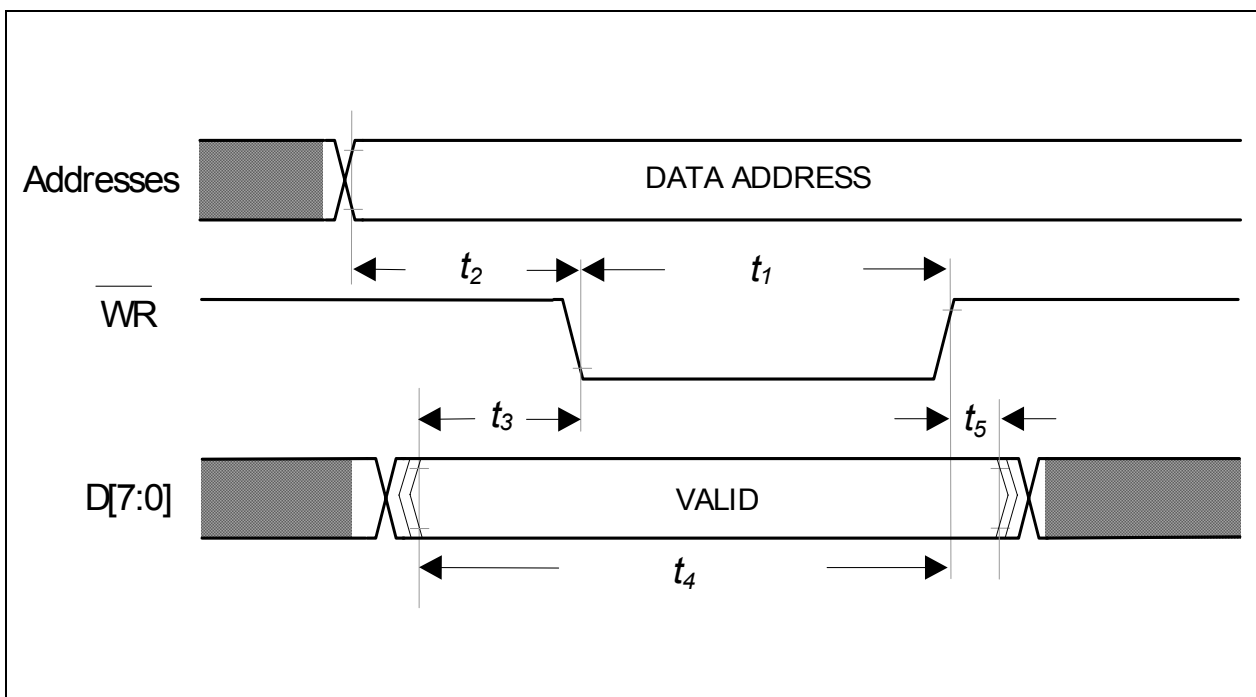 Addresses
DATA ADDRESS
t2
t1
WR
t3
t5
D[7:0]
VALID
t4